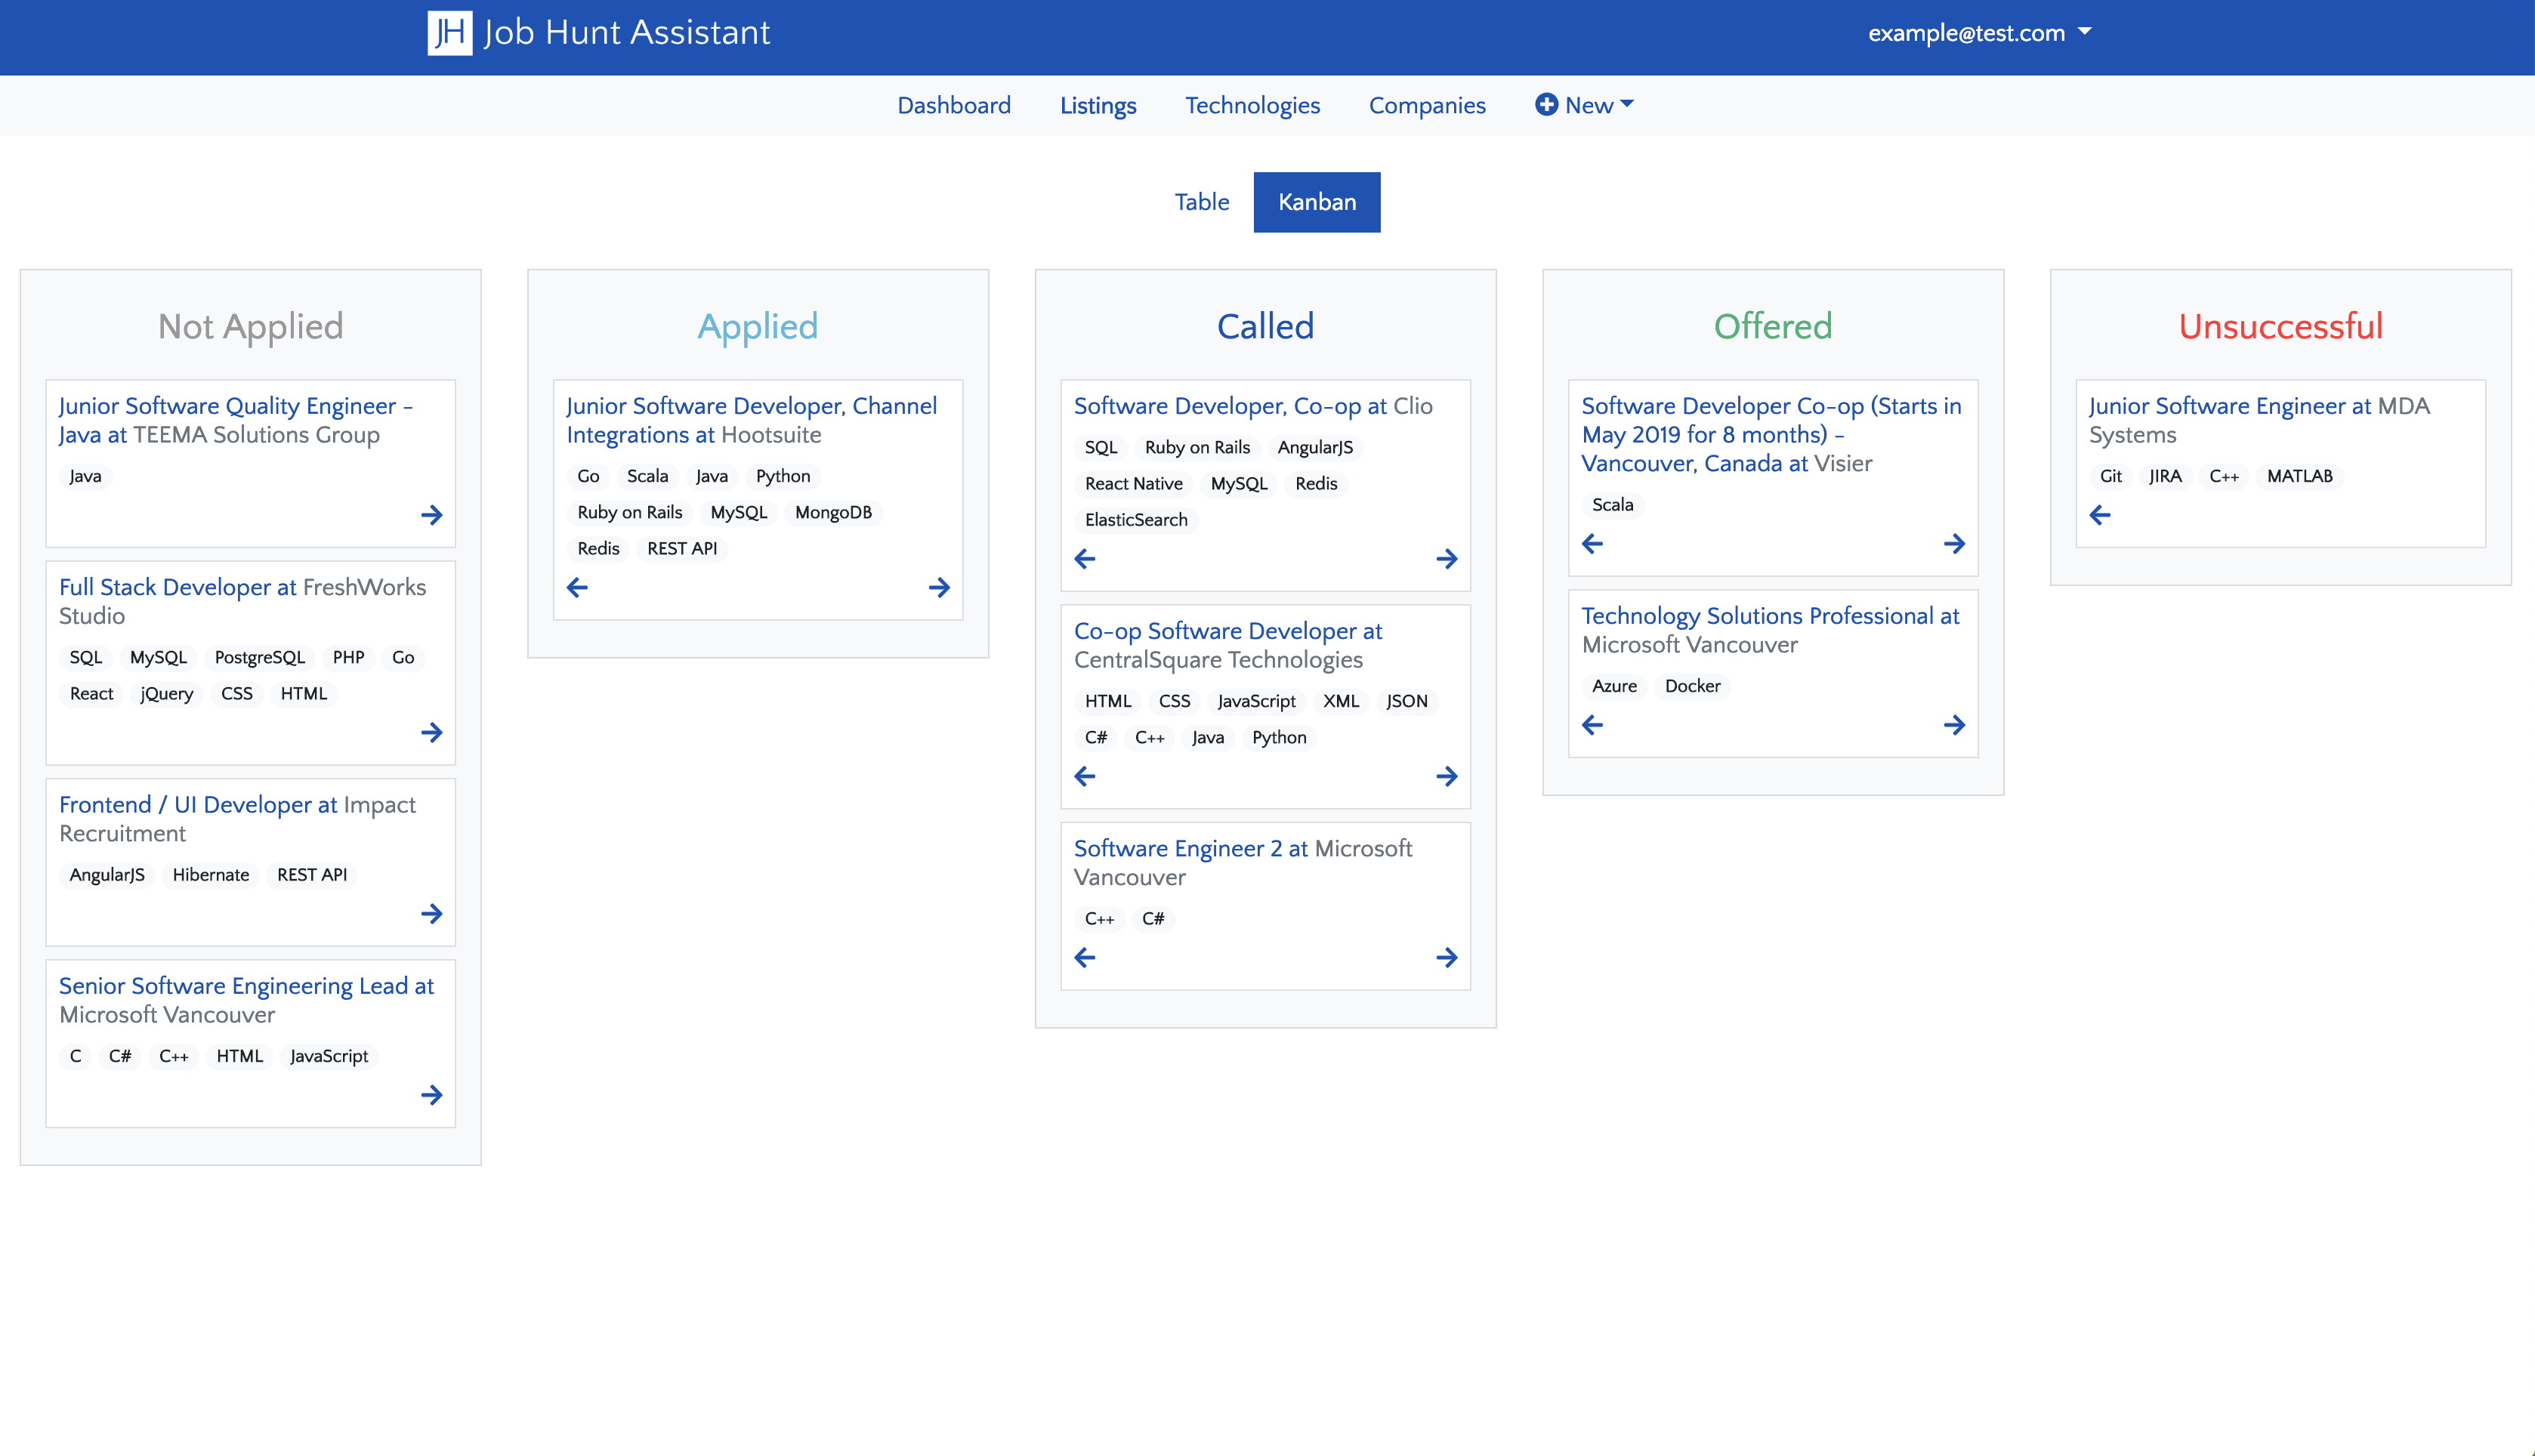 JH Job Hunt Assistant
example@test.com
Dashboard Listings Technologies Companies New
Table Kanban
Not Applied
Junior Software Quality Engineer -
Java at TEEMA Solutions Group
Java
Full Stack Developer at FreshWorks
Studio
SQL MySQL PostgreSQL PHP Go
React jQuery CSS HTML
Frontend / UI Developer at Impact
Recruitment
AngularJS Hibernate REST API
Senior Software Engineering Lead at
Microsoft Vancouver
C C# C++ HTML JavaScript
Applied
Junior Software Developer, Channel
Integrations at Hootsuite
Go Scala Java Python
Ruby on Rails MySQL MongoDB
Redis REST API
Called
Software Developer, Co-op at Clio
SQL Ruby on Rails AngularJS
React Native MySQL Redis
ElasticSearch
Co-op Software Developer at
CentralSquare Technologies
HTML CSS JavaScript XML JSON
C# C++ Java Python
Software Engineer 2 at Microsoft
Vancouver
C++ C#
Offered
Software Developer Co-op (Starts in
May 2019 for 8 months) -
Vancouver, Canada at Visier
Scala
Technology Solutions Professional at
Microsoft Vancouver
Azure Docker
Unsuccessful
Junior Software Engineer at MDA
Systems
Git JIRA C++ MATLAB